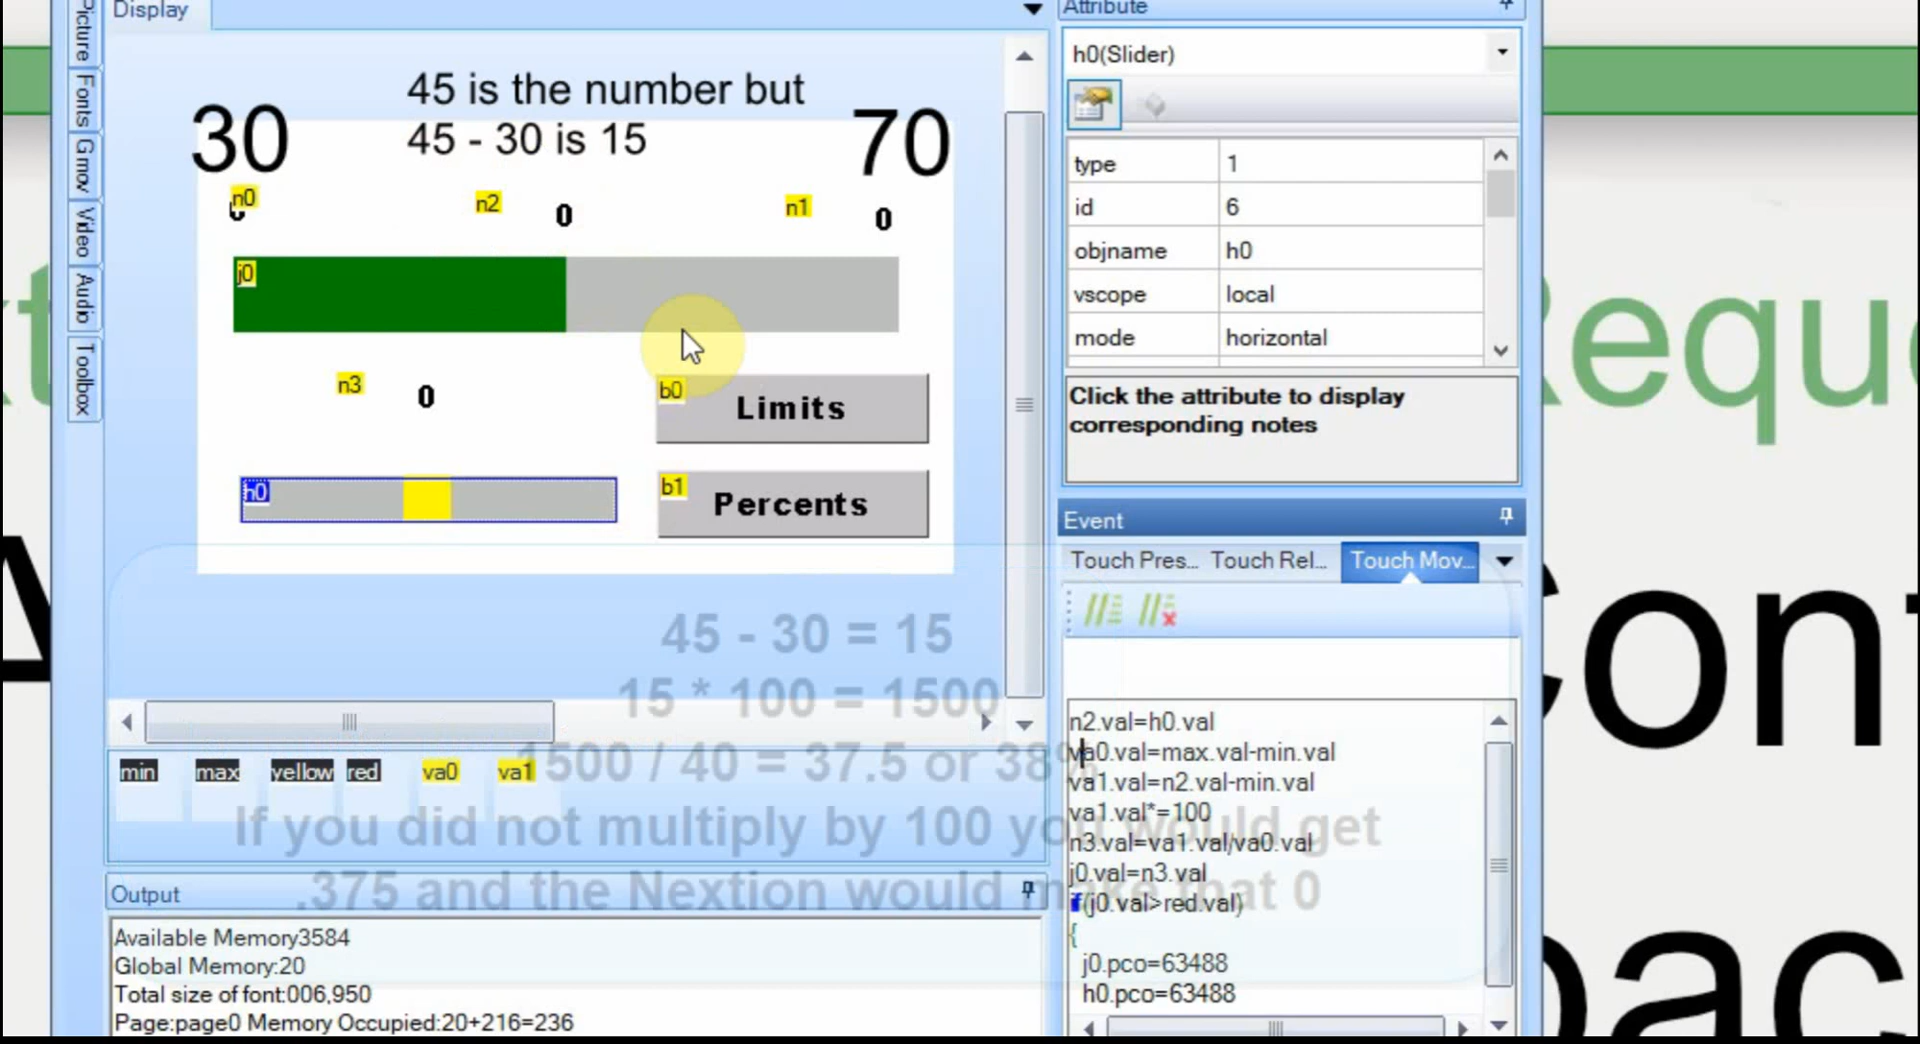 Picture
Fonts
Gmov
Video
Audio
Toolbox
Display
45 is the number but
45 - 30 is 15
30
70
n0
n2
0
n1
0
j0
n3
0
b0
Limits
h0
b1
Percents
45 - 30 = 15
15 * 100 = 1500
1500 / 40 = 37.5 or 38%
If you did not multiply by 100 you would get
.375 and the Nextion would make that 0
min
max
yellow
red
va0
va1
Output
Available Memory3584
Global Memory:20
Total size of font:006,950
Page:page0 Memory Occupied:20+216=236
Attribute
h0(Slider)
type 1
id 6
objname h0
vscope local
mode horizontal
Click the attribute to display
corresponding notes
Event
Touch Pres... Touch Rel... Touch Mov...
n2.val=h0.val
va0.val=max.val-min.val
va1.val=n2.val-min.val
va1.val*=100
n3.val=va1.val/va0.val
j0.val=n3.val
if(j0.val>red.val)
{
j0.pco=63488
h0.pco=63488